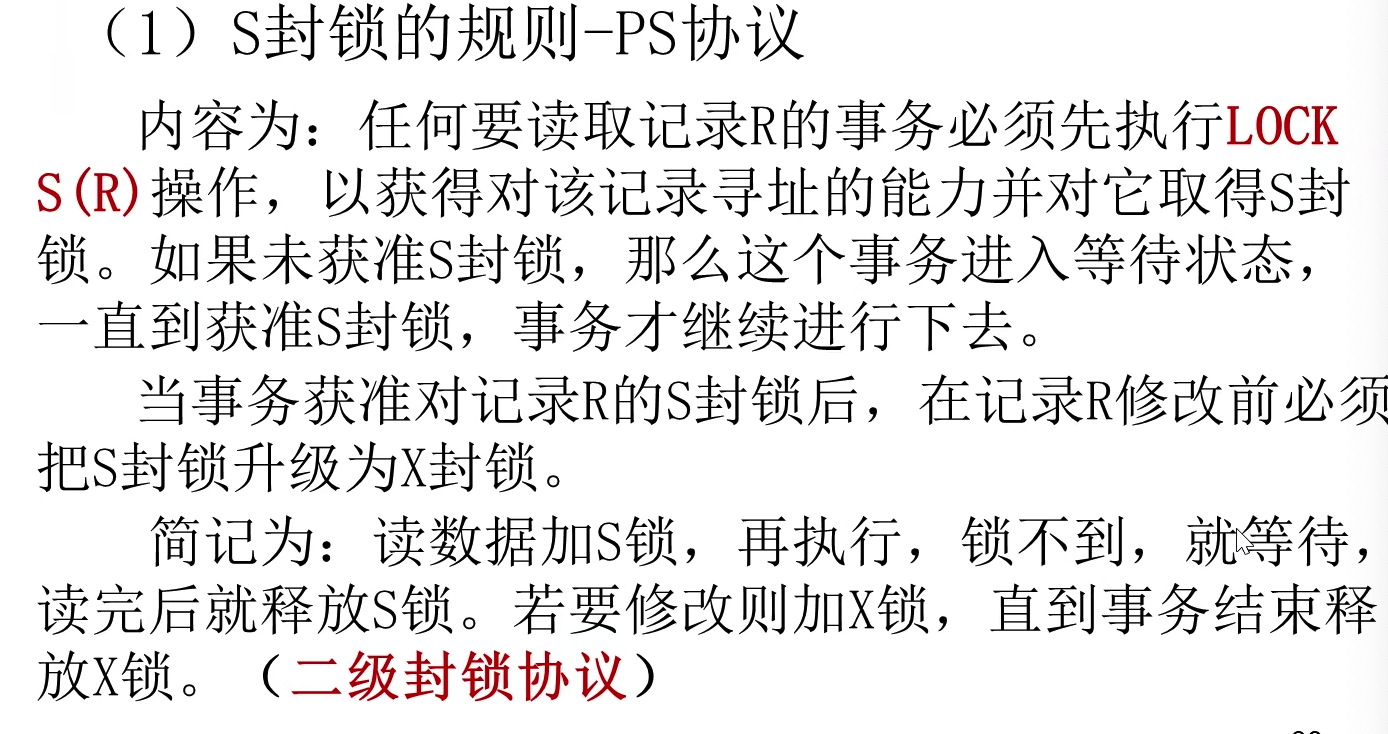 （1）S封锁的规则-PS协议
内容为：任何要读取记录R的事务必须先执行LOCK
S(R)操作，以获得对该记录寻址的能力并对它取得S封
锁。如果未获准S封锁，那么这个事务进入等待状态，
一直到获准S封锁，事务才继续进行下去。
当事务获准对记录R的S封锁后，在记录R修改前必须
把S封锁升级为X封锁。
简记为：读数据加S锁，再执行，锁不到，就等待，
读完后就释放S锁。若要修改则加X锁，直到事务结束释
放X锁。（二级封锁协议）